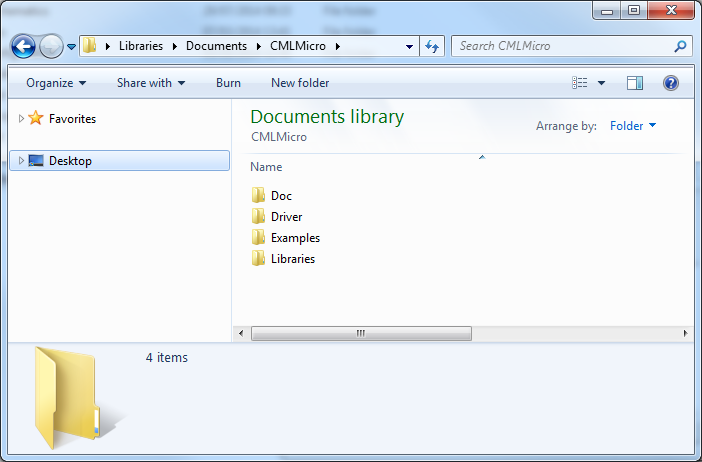 Libraries Documents CMLMicro
Search CMLMicro
Organize Share with Burn New folder
Favorites
Desktop
Documents library
CMLMicro
Arrange by: Folder
Name
Doc
Driver
Examples
Libraries
4 items